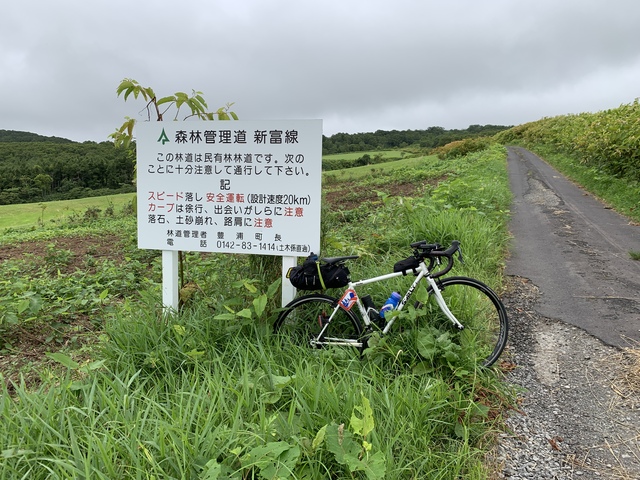 森林管理道 新富線
この林道は民有林林道です。次の
ことに十分注意して通行して下さい。
記
スピード落し 安全運転(設計速度20km)
カーブは徐行、出会いがしらに注意
落石、土砂崩れ、路肩に注意
林道管理者 豊浦町長
電話 0142-83-1414(土木係直通)